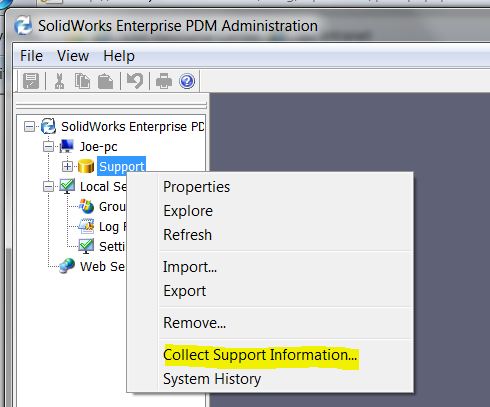 SolidWorks Enterprise PDM Administration
File View Help
SolidWorks Enterprise PD
Joe-pc
Support
Local Se
Grou
Log F
Setti
Web Se
Properties
Explore
Refresh
Import...
Export
Remove...
Collect Support Information...
System History